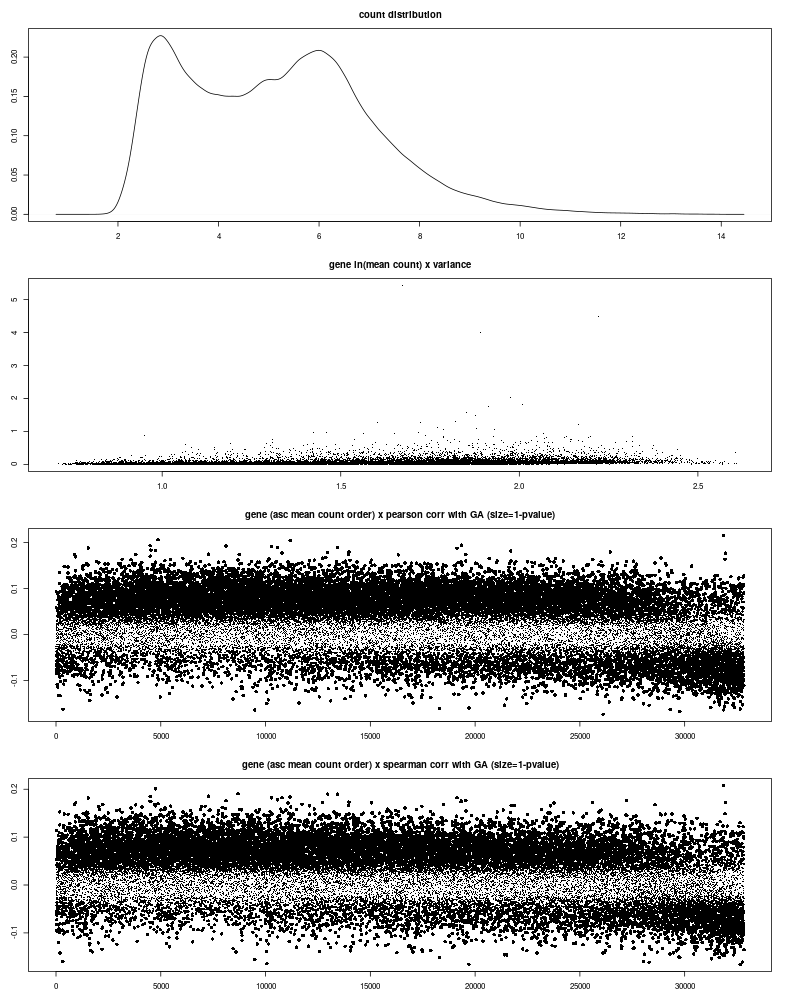 count distribution
0.20
0.15
0.10
0.05
0.00
2 4 6 8 10 12 14
gene ln(mean count) x variance
5
4
3
2
1
0
1.0 1.5 2.0 2.5
gene (asc mean count order) x pearson corr with GA (size=1-pvalue)
0.2
0.1
0.0
-0.1
0 5000 10000 15000 20000 25000 30000
gene (asc mean count order) x spearman corr with GA (size=1-pvalue)
0.2
0.1
0.0
-0.1
0 5000 10000 15000 20000 25000 30000